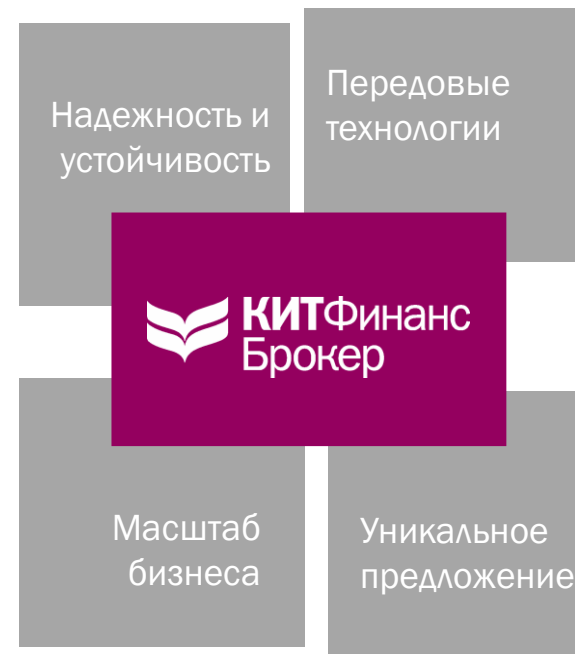 Надежность и
устойчивость
Передовые
технологии
КИТФинанс
Брокер
Масштаб
бизнеса
Уникальное
предложение